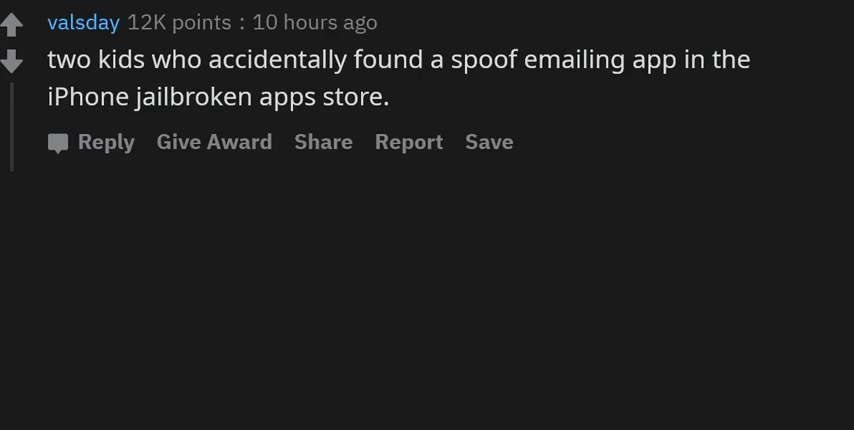 valsday 12K points : 10 hours ago
two kids who accidentally found a spoof emailing app in the
iPhone jailbroken apps store.
Reply Give Award Share Report Save